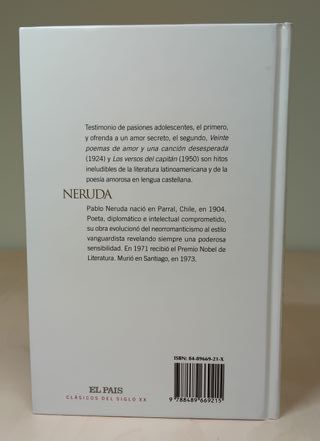 Testimonio de pasiones adolescentes, el primero,
y ofrenda a un amor secreto, el segundo, Veinte
poemas de amor y una canción desesperada
(1924) y Los versos del capitán (1950) son hitos
ineludibles de la literatura latinoamericana y de
la poesía amorosa en lengua castellana.
NERUDA
Pablo Neruda nació en Parral, Chile, en 1904.
Poeta, diplomático e intelectual comprometido,
su obra evolucionó del neorromanticismo al estilo
vanguardista revelando siempre una poderosa
sensibilidad. En 1971 recibió el Premio Nobel de
Literatura. Murió en Santiago, en 1973.
ISBN: 84-89669-21-X
EL PAIS
CLÁSICOS DEL SIGLO XX
9 788489 669215